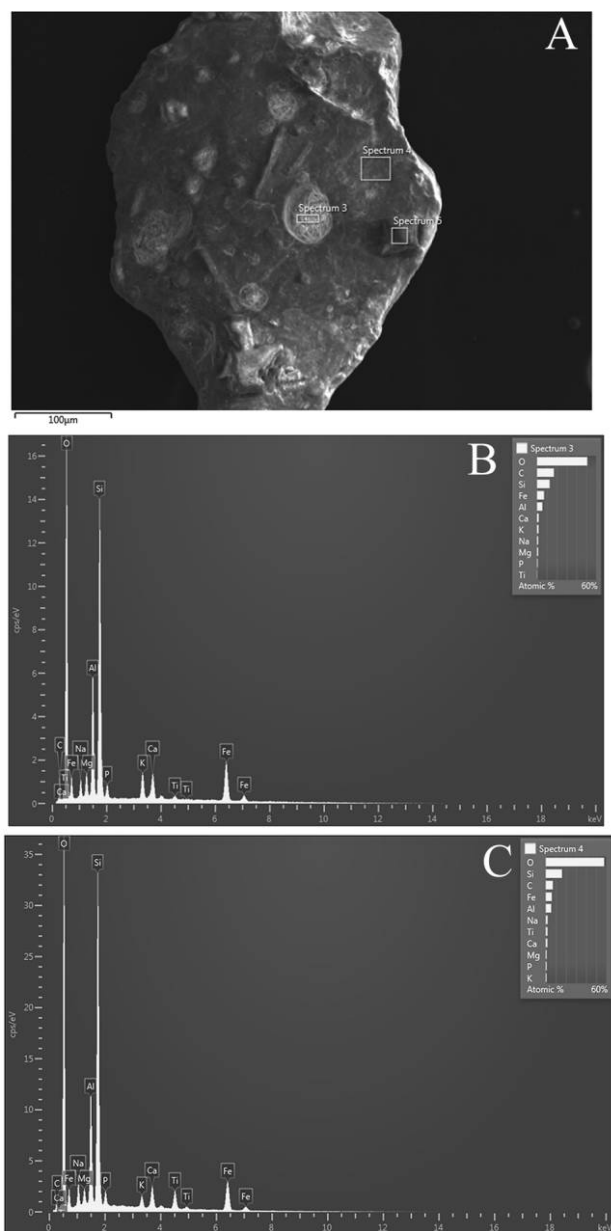 A
Spectrum 4
Spectrum 3
Spectrum 5
100µm
B
Spectrum 3
O
C
Si
Fe
Al
Ca
K
Na
Mg
P
Ti
Atomic % 60%
cps/eV
16
14
12
10
8
6
4
2
0
O
Si
Al
C
Fe
Na
Mg
Ti
Ca
P
K
Ca
Ti
Ti
Fe
Fe
0 2 4 6 8 10 12 14 16 18 keV
C
Spectrum 4
O
Si
C
Fe
Al
Na
Ti
Ca
Mg
P
K
Atomic % 60%
cps/eV
35
30
25
20
15
10
5
0
O
Si
Al
C
Fe
Na
Mg
Ca
P
K
Ca
Ti
Ti
Fe
Fe
0 2 4 6 8 10 12 14 16 18 keV